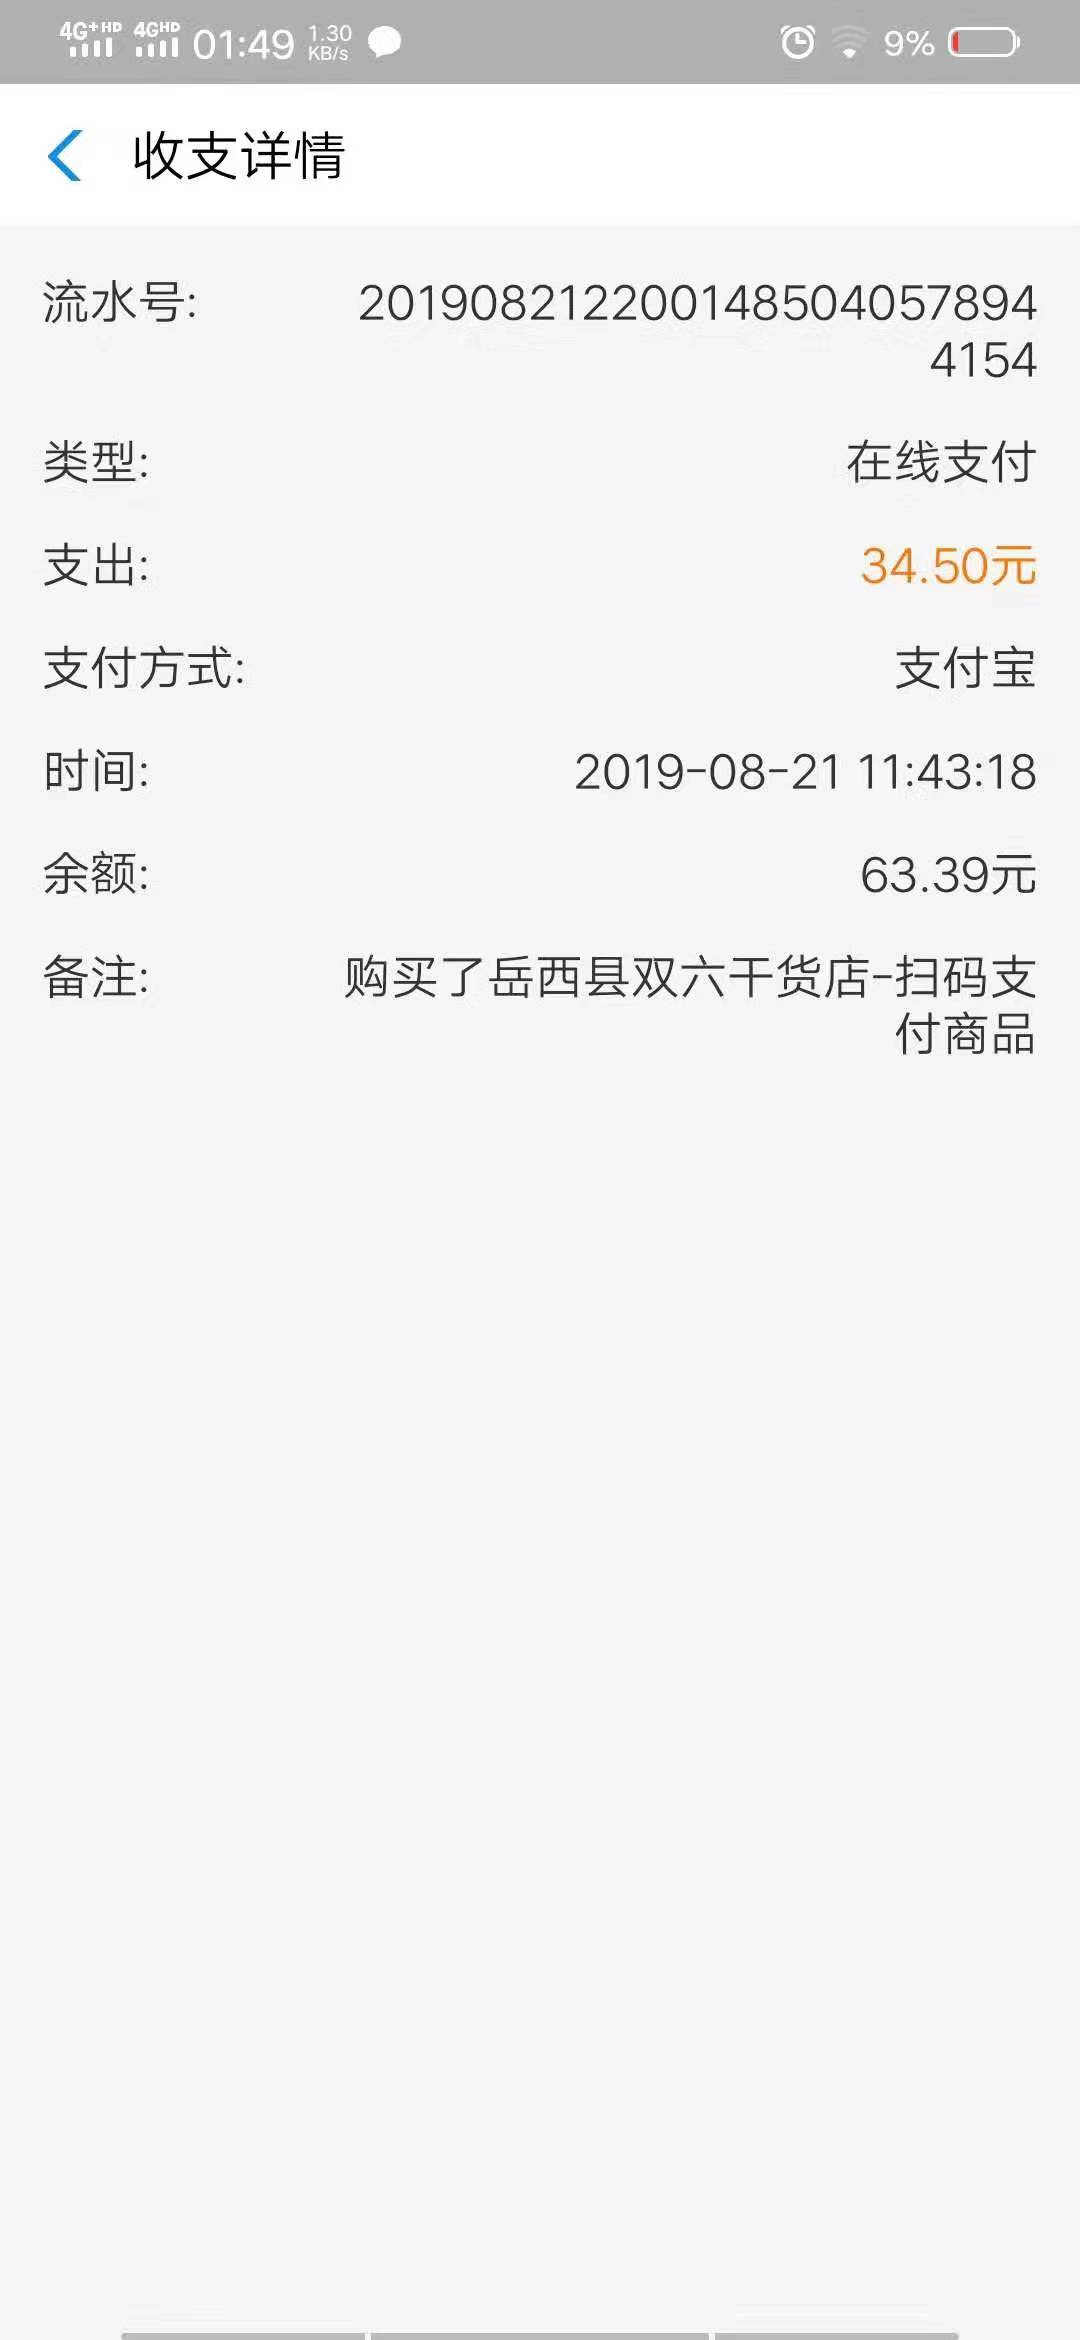 4G+HD 4GHD 01:49 1.30 KB/s 9%
收支详情
流水号: 201908212200148504057894
4154
类型: 在线支付
支出: 34.50元
支付方式: 支付宝
时间: 2019-08-21 11:43:18
余额: 63.39元
备注: 购买了岳西县双六干货店-扫码支
付商品